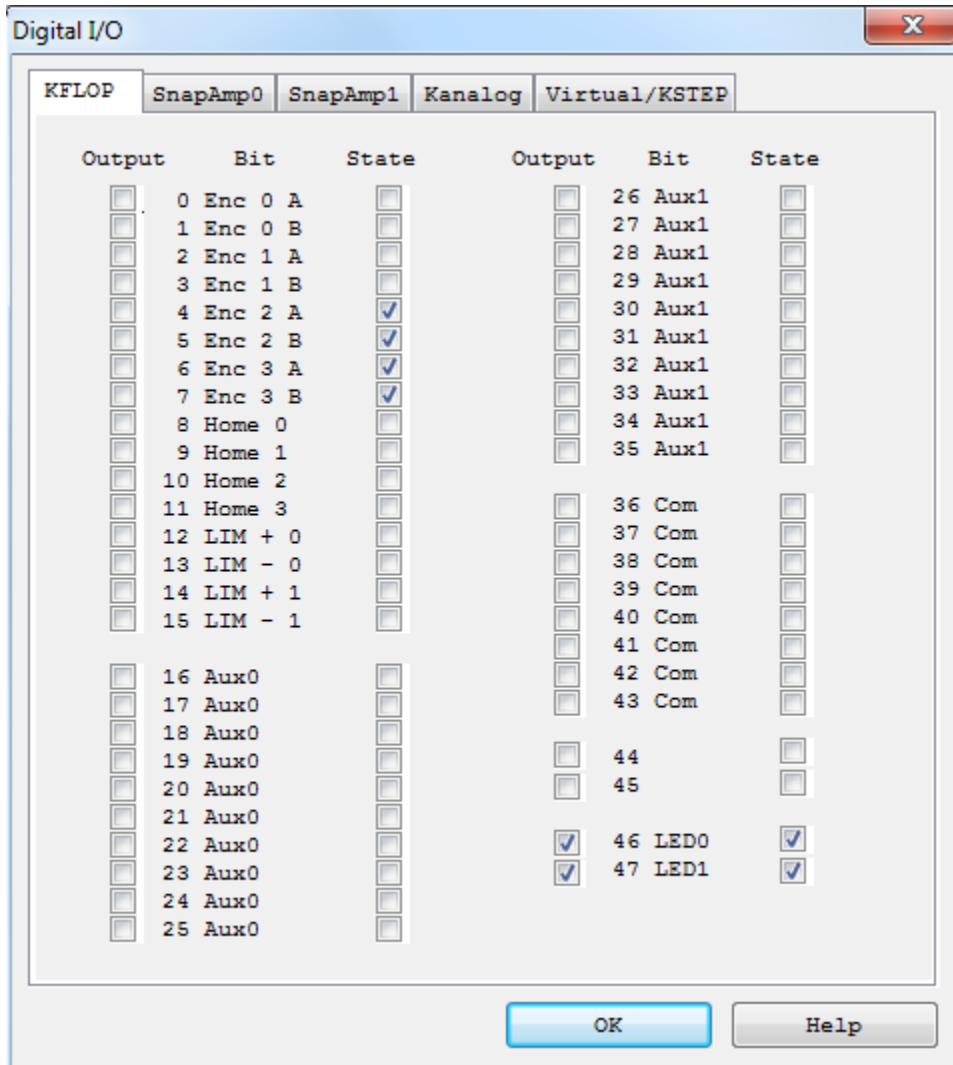 Digital I/O
KFLOP SnapAmp0 SnapAmp1 Kanalog Virtual/KSTEP
Output Bit State
0 Enc 0 A
1 Enc 0 B
2 Enc 1 A
3 Enc 1 B
4 Enc 2 A
5 Enc 2 B
6 Enc 3 A
7 Enc 3 B
8 Home 0
9 Home 1
10 Home 2
11 Home 3
12 LIM + 0
13 LIM - 0
14 LIM + 1
15 LIM - 1
16 Aux0
17 Aux0
18 Aux0
19 Aux0
20 Aux0
21 Aux0
22 Aux0
23 Aux0
24 Aux0
25 Aux0
Output Bit State
26 Aux1
27 Aux1
28 Aux1
29 Aux1
30 Aux1
31 Aux1
32 Aux1
33 Aux1
34 Aux1
35 Aux1
36 Com
37 Com
38 Com
39 Com
40 Com
41 Com
42 Com
43 Com
44
45
46 LED0
47 LED1
OK Help